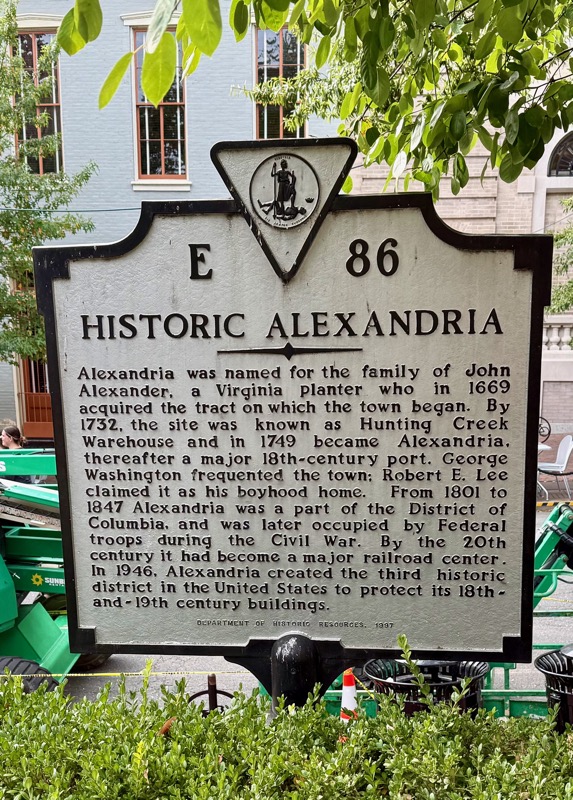 E 86
HISTORIC ALEXANDRIA
Alexandria was named for the family of John
Alexander, a Virginia planter who in 1669
acquired the tract on which the town began. By
1732, the site was known as Hunting Creek
Warehouse and in 1749 became Alexandria,
thereafter a major 18th-century port. George
Washington frequented the town; Robert E. Lee
claimed it as his boyhood home. From 1801 to
1847 Alexandria was a part of the District of
Columbia, and was later occupied by Federal
troops during the Civil War. By the 20th
century it had become a major railroad center.
In 1946, Alexandria created the third historic
district in the United States to protect its 18th-
and-19th century buildings.
DEPARTMENT OF HISTORIC RESOURCES, 1997